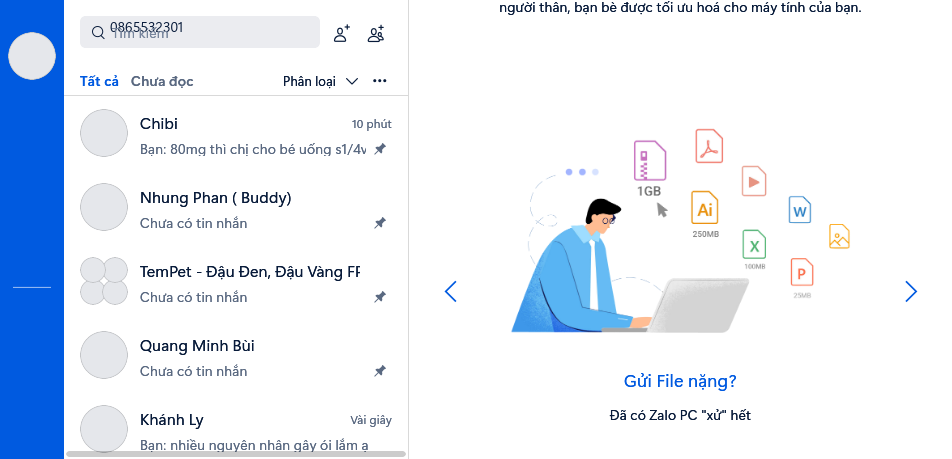 người thân, bạn bè được tối ưu hoá cho máy tính của bạn.
0865532301
Tìm kiếm
Tất cả Chưa đọc Phân loại
Chibi 10 phút
Bạn: 80mg thì chị cho bé uống s1/4v
Nhung Phan ( Buddy)
Chưa có tin nhắn
TemPet - Đậu Đen, Đậu Vàng FF
Chưa có tin nhắn
Quang Minh Bùi
Chưa có tin nhắn
Khánh Ly Vài giây
Bạn: nhiều nguyên nhân gây ói lắm ạ
1GB
Ai
250MB
W
X
100MB
P
25MB
Gửi File nặng?
Đã có Zalo PC "xử" hết